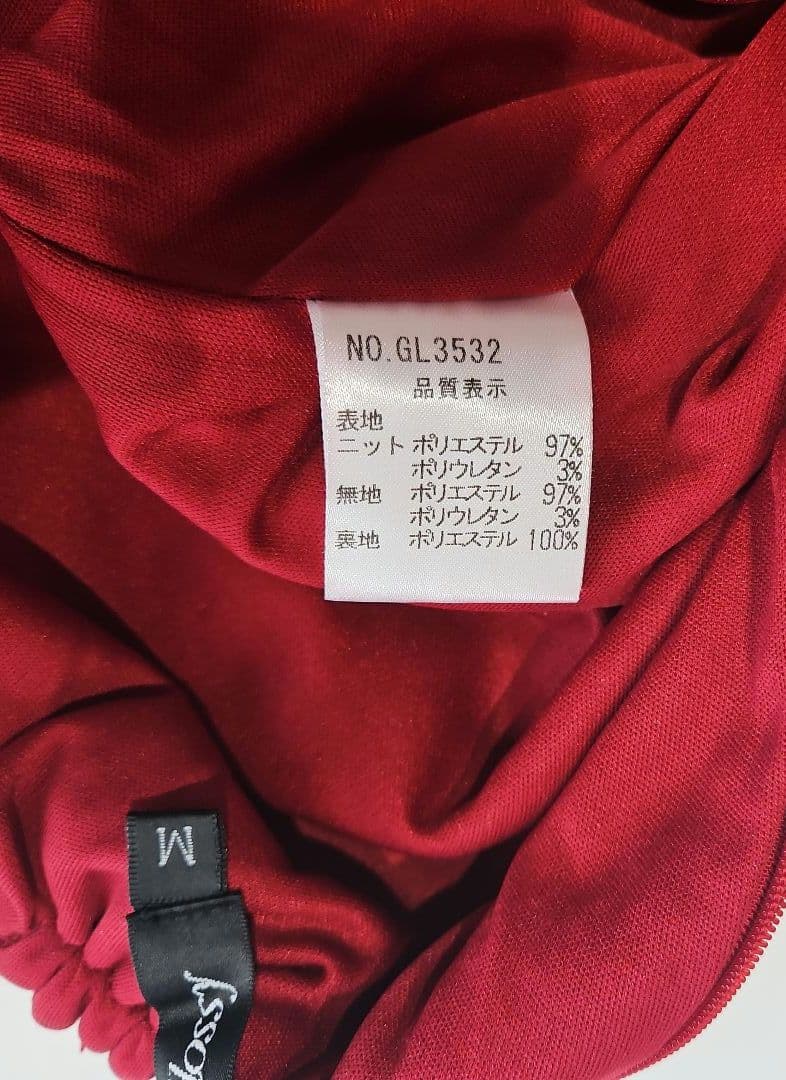 NO.GL3532
品質表示
表地
ニット ポリエステル 97%
ポリウレタン 3%
無地 ポリエステル 97%
ポリウレタン 3%
裏地 ポリエステル 100%
M